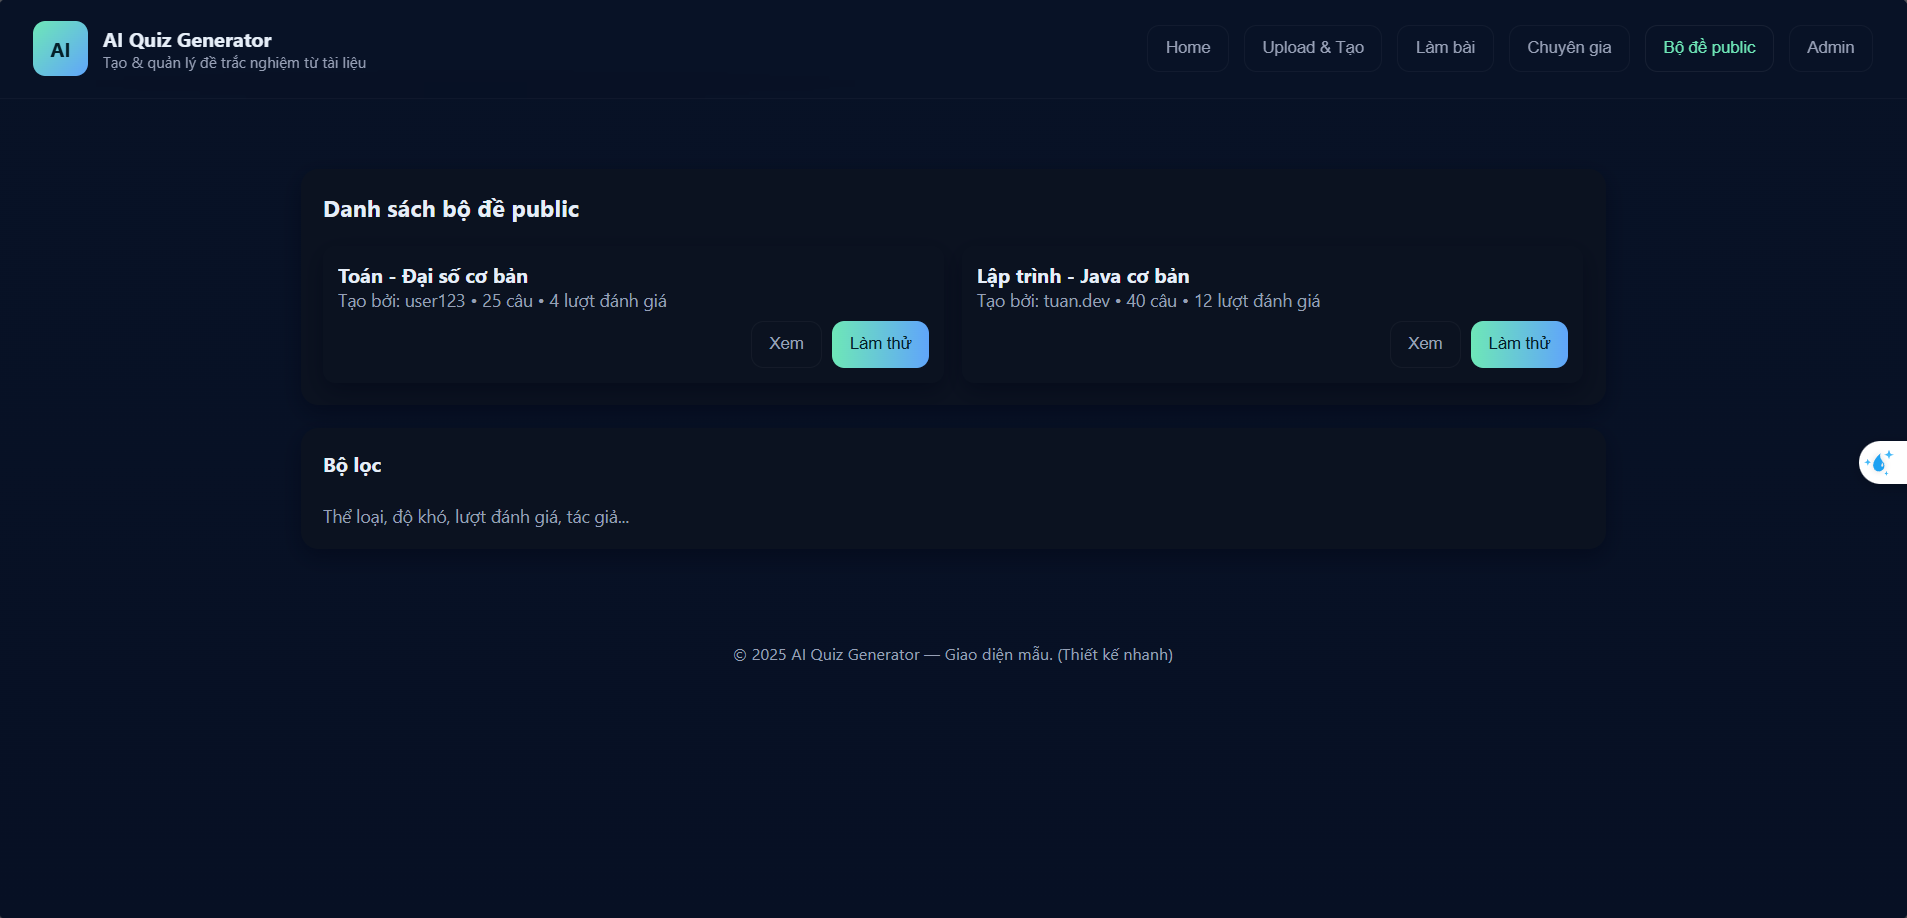 AI
AI Quiz Generator
Tạo & quản lý đề trắc nghiệm từ tài liệu
Home
Upload & Tạo
Làm bài
Chuyên gia
Bộ đề public
Admin
Danh sách bộ đề public
Toán - Đại số cơ bản
Tạo bởi: user123 • 25 câu • 4 lượt đánh giá
Xem
Làm thử
Lập trình - Java cơ bản
Tạo bởi: tuan.dev • 40 câu • 12 lượt đánh giá
Xem
Làm thử
Bộ lọc
Thể loại, độ khó, lượt đánh giá, tác giả...
© 2025 AI Quiz Generator — Giao diện mẫu. (Thiết kế nhanh)